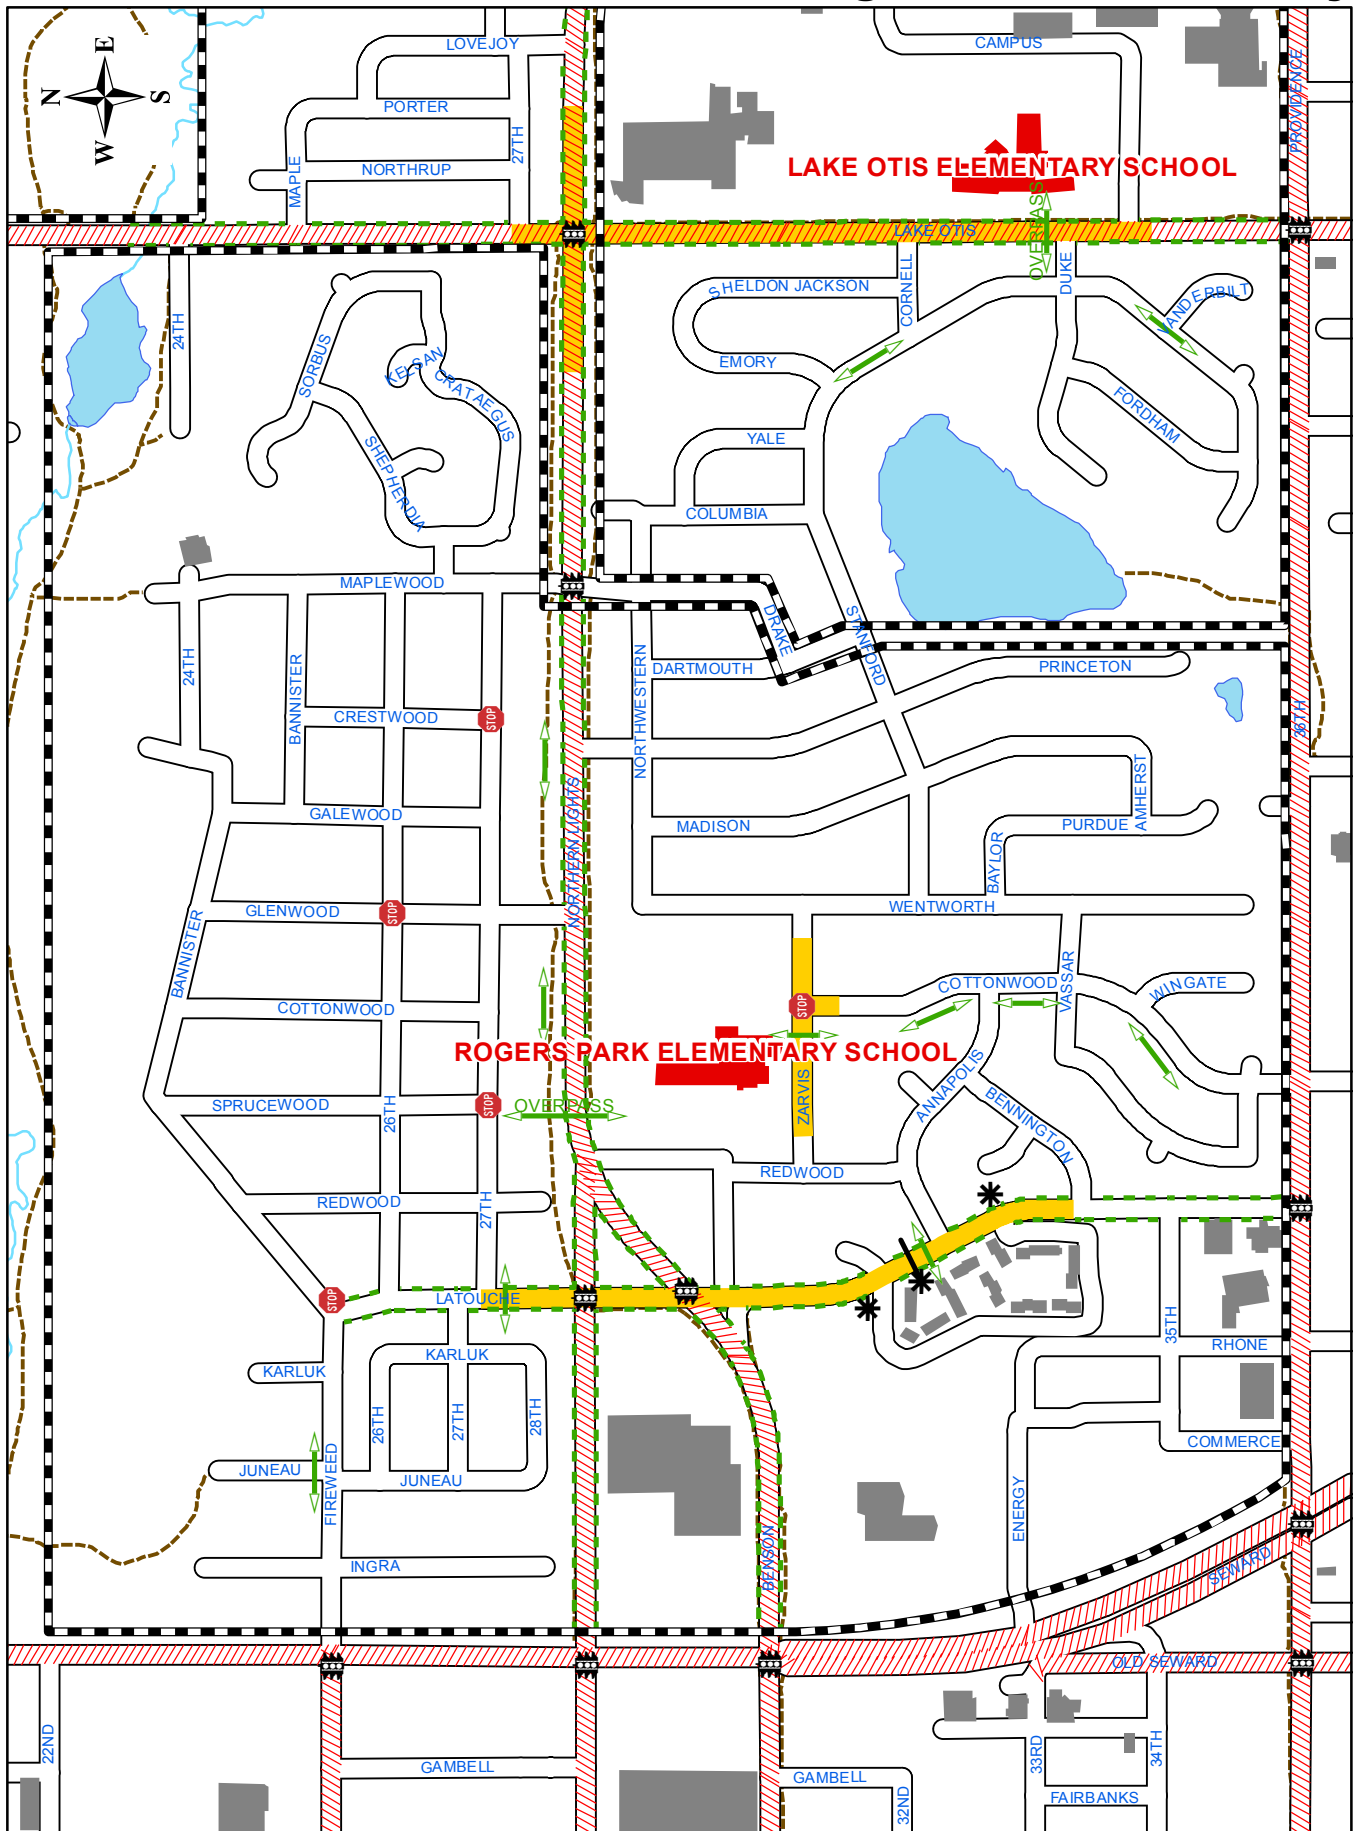 E
N
S
W
LOVEJOY
CAMPUS
PROVIDENCE
PORTER
27TH
MAPLE
NORTHRUP
LAKE OTIS ELEMENTARY SCHOOL
OVERPASS
LAKE OTIS
CORNELL
DUKE
SHELDON JACKSON
VANDERBILT
24TH
SORBUS
KELSAN
CRATAEGUS
EMORY
FORDHAM
SHEPHERDIA
YALE
COLUMBIA
MAPLEWOOD
DRAKE
STANFORD
24TH
BANNISTER
NORTHWESTERN
DARTMOUTH
PRINCETON
CRESTWOOD
STOP
36TH
NORTHERN LIGHTS
GALEWOOD
MADISON
AMHERST
PURDUE
BAYLOR
GLENWOOD
STOP
WENTWORTH
BANNISTER
COTTONWOOD
STOP
COTTONWOOD
VASSAR
WINGATE
ROGERS PARK ELEMENTARY SCHOOL
SPRUCEWOOD
26TH
STOP
OVERPASS
ZARVIS
ANNAPOLIS
BENNINGTON
REDWOOD
27TH
REDWOOD
STOP
LATOUCHE
35TH
KARLUK
KARLUK
RHONE
26TH
27TH
28TH
COMMERCE
JUNEAU
FIREWEED
JUNEAU
ENERGY
INGRA
BENSON
SEWARD
OLD SEWARD
22ND
GAMBELL
GAMBELL
32ND
33RD
34TH
FAIRBANKS